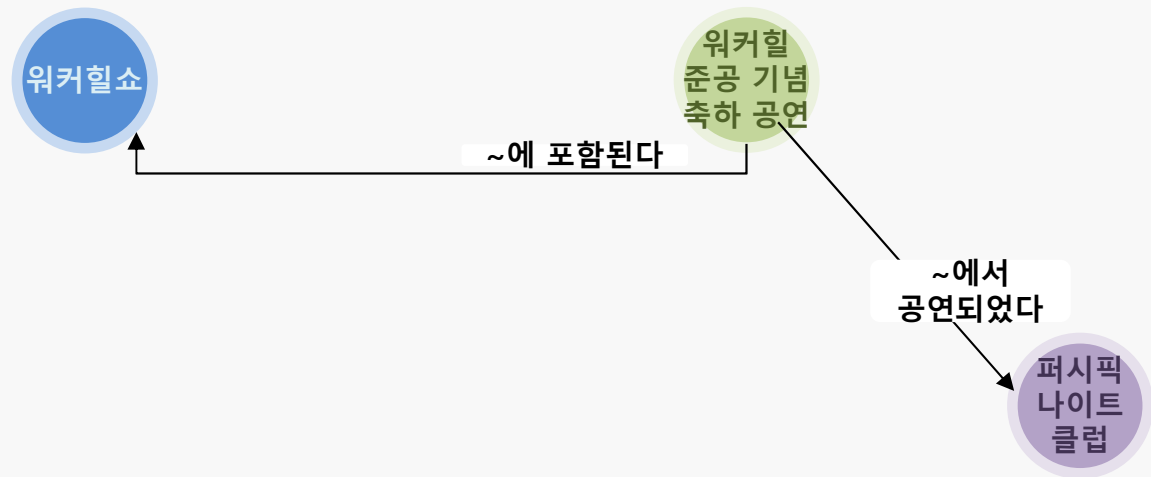 워커힐쇼
워커힐
준공 기념
축하 공연
~에 포함된다
~에서
공연되었다
퍼시픽
나이트
클럽